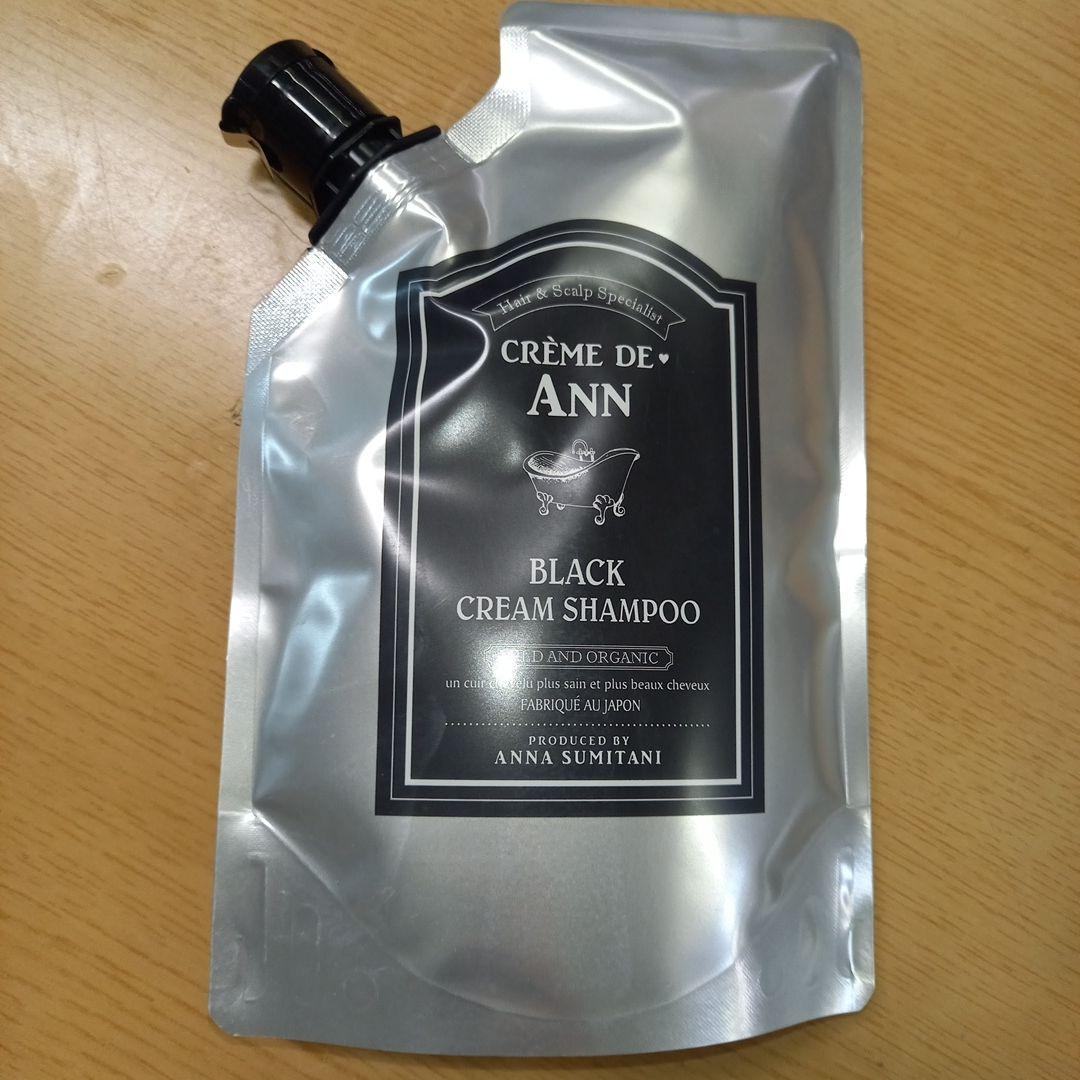 Hair & Scalp Specialist
CRÈME DE♥
ANN
BLACK
CREAM SHAMPOO
AND ORGANIC
un cuir plus sain et plus beaux cheveux
FABRIQUÉ AU JAPON
PRODUCED BY
ANNA SUMITANI